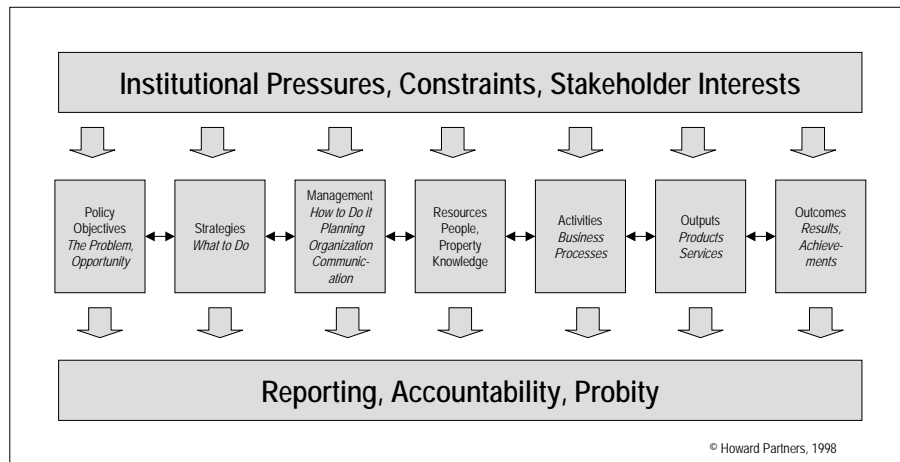 Institutional Pressures, Constraints, Stakeholder Interests
Policy
Objectives
The Problem,
Opportunity
Strategies
What to Do
Management
How to Do it
Planning
Organization
Communic-
ation
Resources
People,
Property
Knowledge
Activities
Business
Processes
Outputs
Products
Services
Outcomes
Results,
Achieve-
ments
Reporting, Accountability, Probity
© Howard Partners, 1998